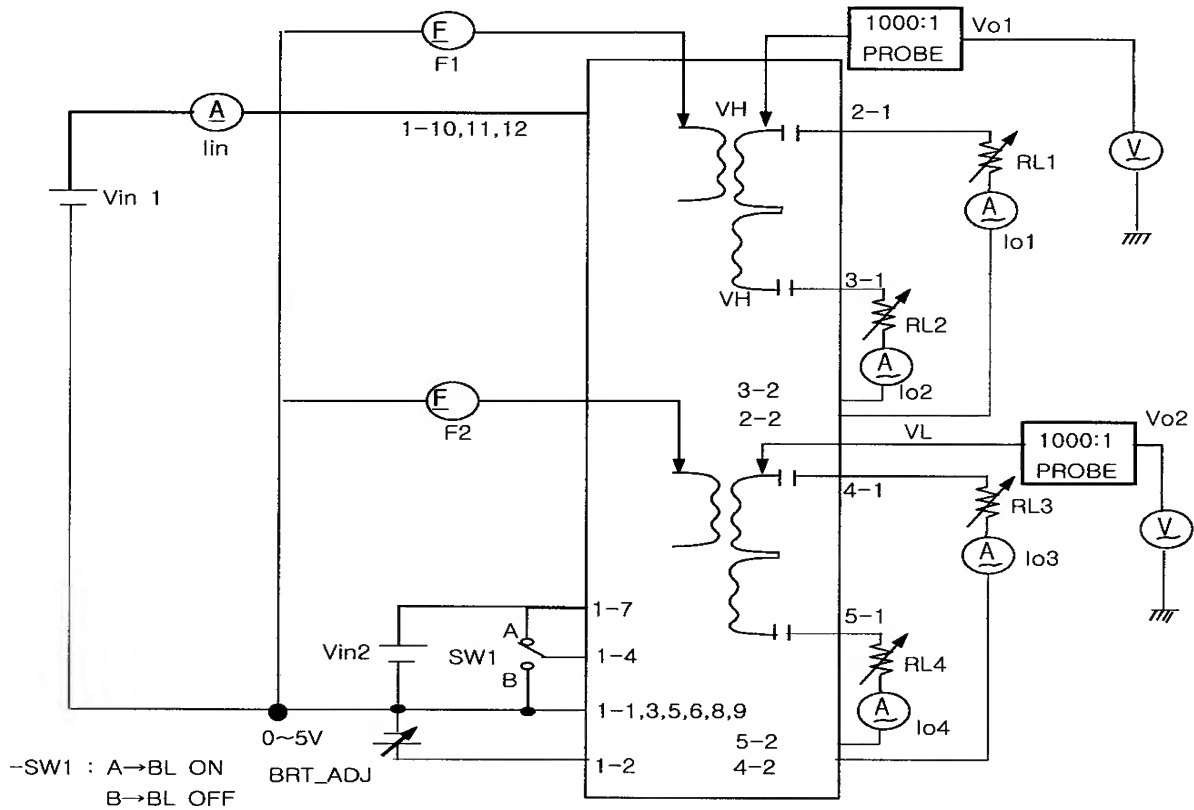 F
F1
1000:1
PROBE
Vo1
A
Iin
1-10,11,12
VH
2-1
V
RL1
A
Io1
Vin 1
VH
3-1
RL2
A
Io2
3-2
2-2
F
F2
VL
1000:1
PROBE
Vo2
4-1
RL3
V
A
Io3
1-7
5-1
Vin2
SW1
A
B
1-4
RL4
A
Io4
1-1,3,5,6,8,9
0~5V
BRT_ADJ
1-2
5-2
4-2
-SW1 : A→BL ON
B→BL OFF